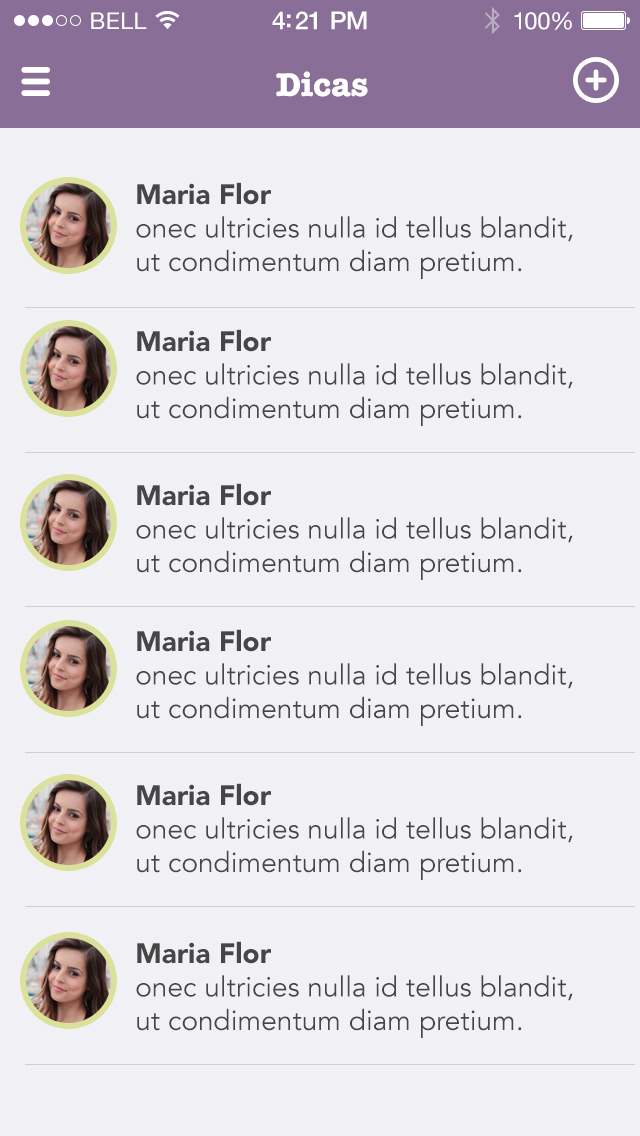 BELL 4:21 PM 100%
Dicas
Maria Flor
onec ultricies nulla id tellus blandit,
ut condimentum diam pretium.
Maria Flor
onec ultricies nulla id tellus blandit,
ut condimentum diam pretium.
Maria Flor
onec ultricies nulla id tellus blandit,
ut condimentum diam pretium.
Maria Flor
onec ultricies nulla id tellus blandit,
ut condimentum diam pretium.
Maria Flor
onec ultricies nulla id tellus blandit,
ut condimentum diam pretium.
Maria Flor
onec ultricies nulla id tellus blandit,
ut condimentum diam pretium.